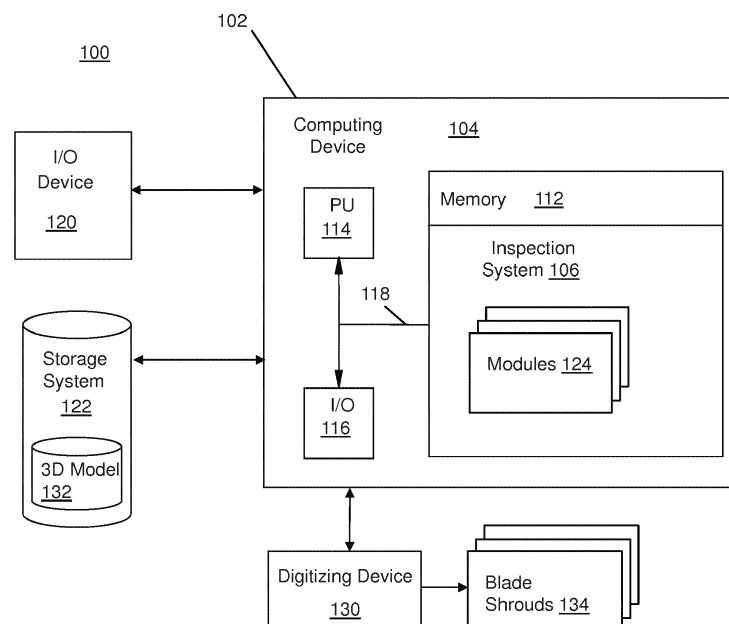 102
100
Computing
Device
104
I/O
Device
120
PU
114
Memory 112
Inspection
System 106
118
Modules 124
Storage
System
122
I/O
116
3D Model
132
Digitizing Device
130
Blade
Shrouds 134